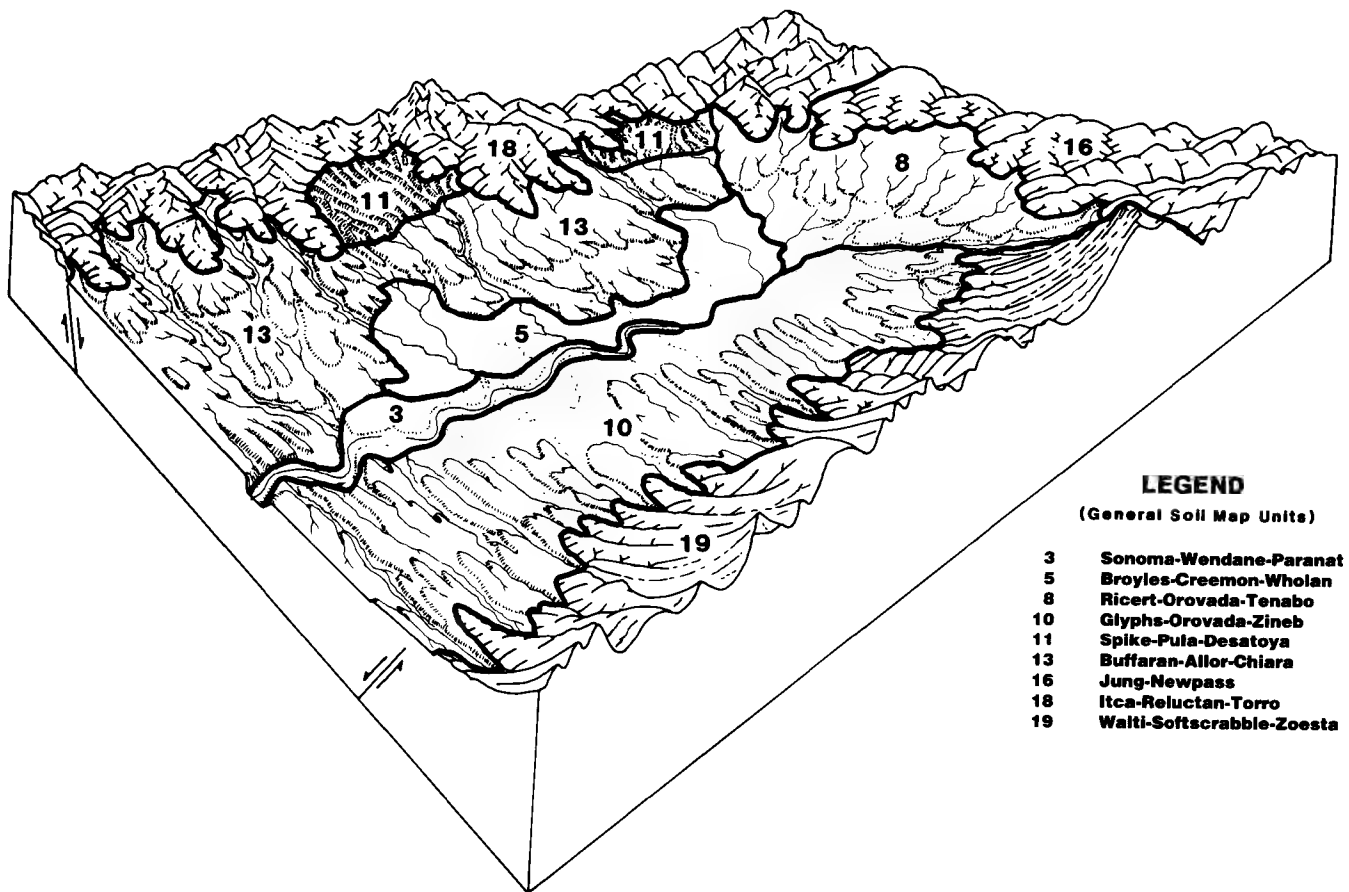 11
18
11
8
16
13
13
5
3
10
19
LEGEND
(General Soil Map Units)
3 Sonoma-Wendane-Paranat
5 Broyles-Creemon-Wholan
8 Ricert-Orovada-Tenabo
10 Glyphs-Orovada-Zineb
11 Spike-Pula-Desatoya
13 Buffaran-Allor-Chiara
16 Jung-Newpass
18 Itca-Reluctan-Torro
19 Walti-Softscrabble-Zoesta